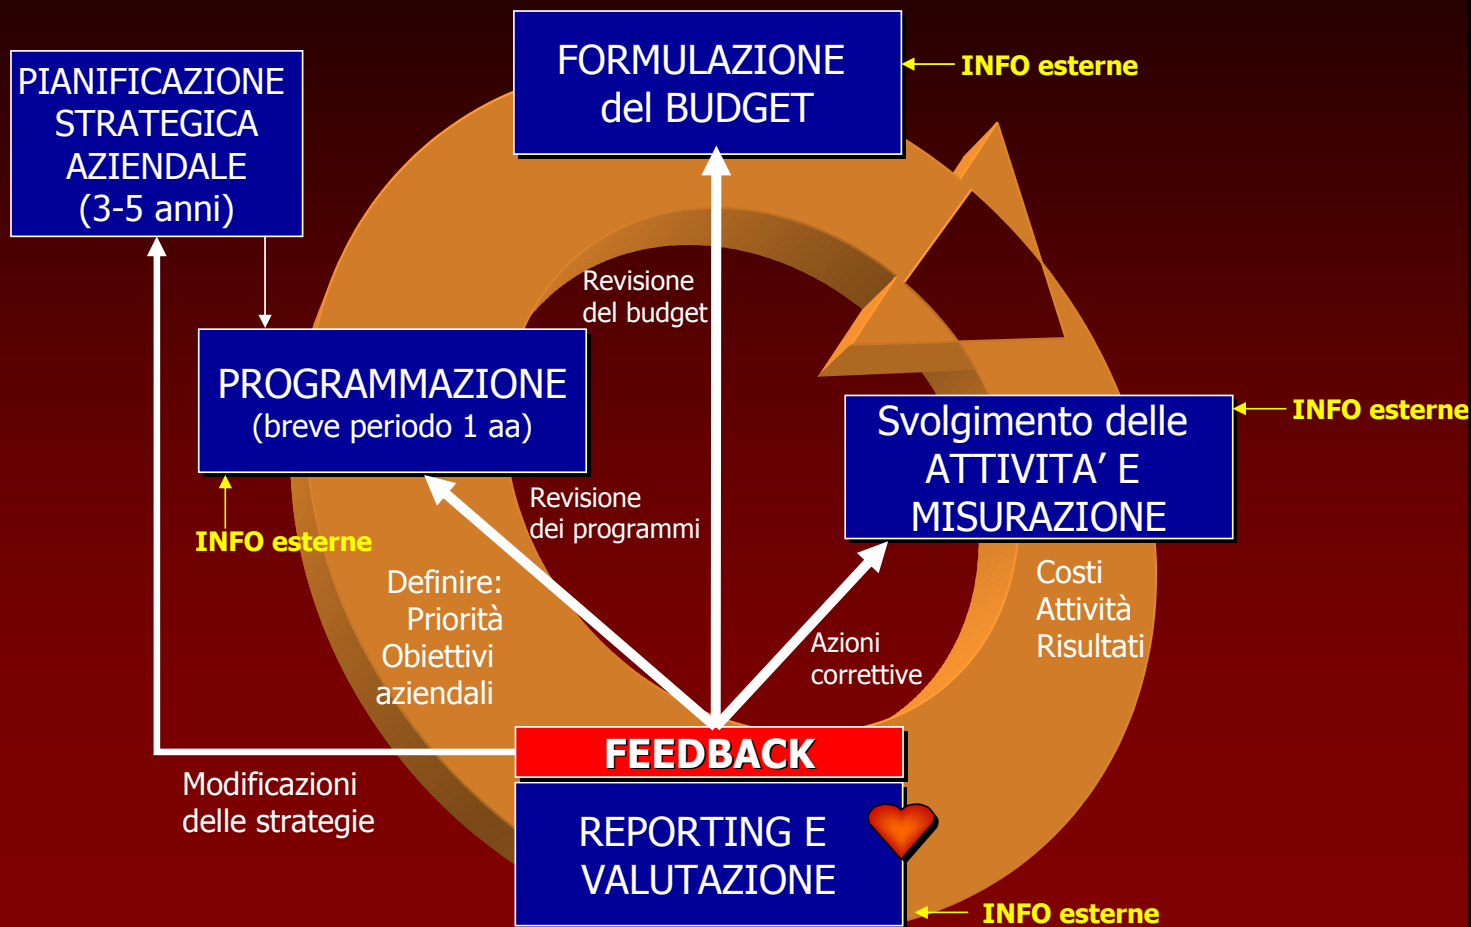 PIANIFICAZIONE
STRATEGICA
AZIENDALE
(3-5 anni)
FORMULAZIONE
del BUDGET
INFO esterne
Revisione
del budget
PROGRAMMAZIONE
(breve periodo 1 aa)
INFO esterne
Svolgimento delle
ATTIVITA’ E
MISURAZIONE
INFO esterne
Revisione
dei programmi
Definire:
Priorità
Obiettivi
aziendali
Costi
Attività
Risultati
Azioni
correttive
FEEDBACK
Modificazioni
delle strategie
REPORTING E
VALUTAZIONE
INFO esterne